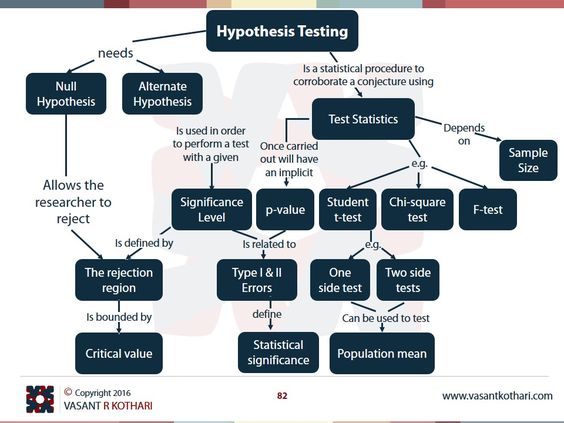 Hypothesis Testing
needs
Is a statistical procedure to
corroborate a conjecture using
Null
Hypothesis
Alternate
Hypothesis
Test Statistics
Is used in order
to perform a test
with a given
Once carried
out will have
an implicit
Depends
on
Sample
Size
e.g.
Allows the
researcher to
reject
Significance
Level
p-value
Student
t-test
Chi-square
test
F-test
Is defined by
Is related to
e.g.
The rejection
region
Type I & II
Errors
One
side test
Two side
tests
Is bounded by
define
Can be used to test
Critical value
Statistical
significance
Population mean
© Copyright 2016
VASANT R KOTHARI
82
www.vasantkothari.com